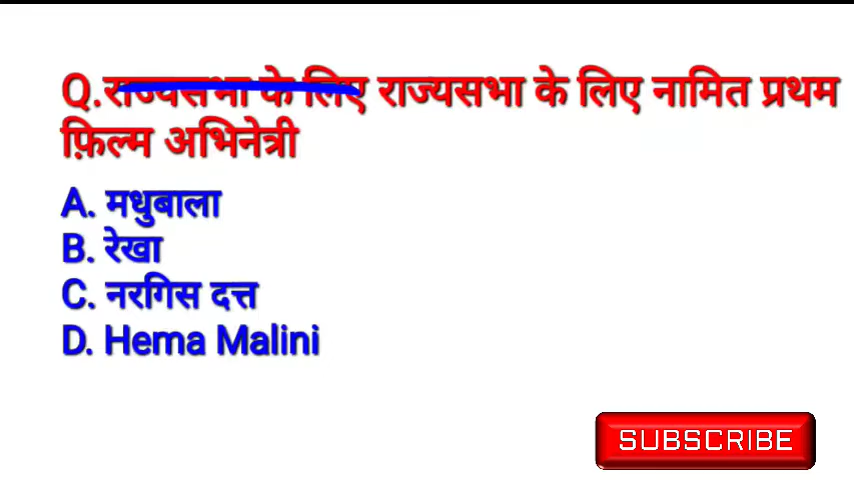 Q.राज्यसभा के लिए राज्यसभा के लिए नामित प्रथम
फ़िल्म अभिनेत्री
A. मधुबाला
B. रेखा
C. नरगिस दत्त
D. Hema Malini
SUBSCRIBE